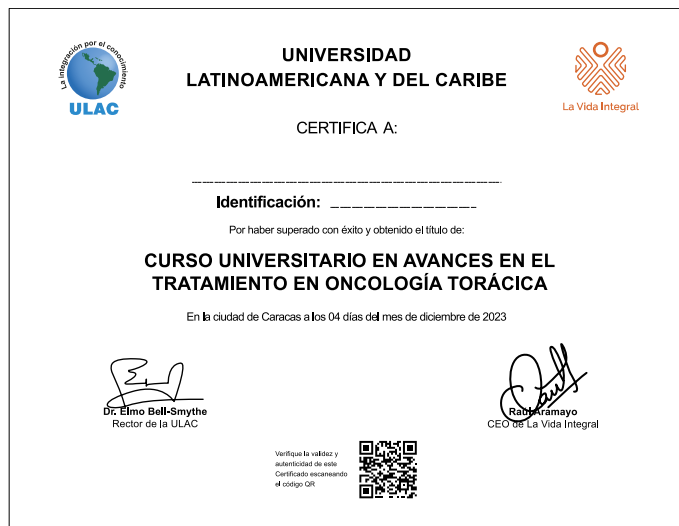 La integración por el conocimiento
ULAC
UNIVERSIDAD
LATINOAMERICANA Y DEL CARIBE
La Vida Integral
CERTIFICA A:
Identificación:
Por haber superado con éxito y obtenido el título de:
CURSO UNIVERSITARIO EN AVANCES EN EL
TRATAMIENTO EN ONCOLOGÍA TORÁCICA
En la ciudad de Caracas a los 04 días del mes de diciembre de 2023
Dr. Elmo Bell-Smythe
Rector de la ULAC
Raúl Aramayo
CEO de La Vida Integral
Verifique la validez y
autenticidad de este
Certificado escaneando
el código QR